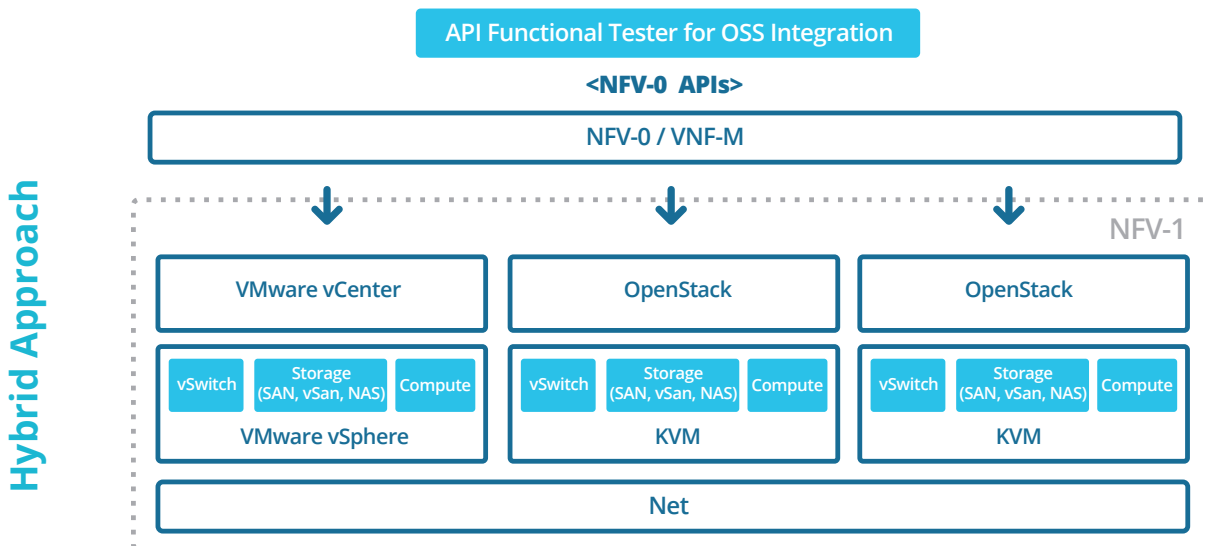 API Functional Tester for OSS Integration
<NFV-0 APIs>
NFV-0 / VNF-M
Hybrid Approach
NFV-1
VMware vCenter
OpenStack
OpenStack
vSwitch
Storage
(SAN, vSan, NAS)
Compute
VMware vSphere
vSwitch
Storage
(SAN, vSan, NAS)
Compute
KVM
vSwitch
Storage
(SAN, vSan, NAS)
Compute
KVM
Net